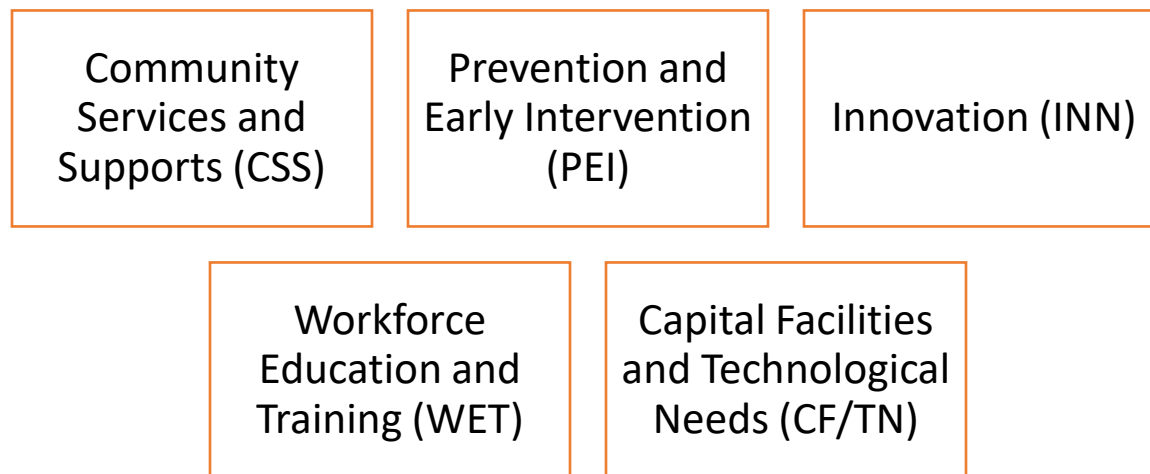 Community
Services and
Supports (CSS)
Prevention and
Early Intervention
(PEI)
Innovation (INN)
Workforce
Education and
Training (WET)
Capital Facilities
and Technological
Needs (CF/TN)